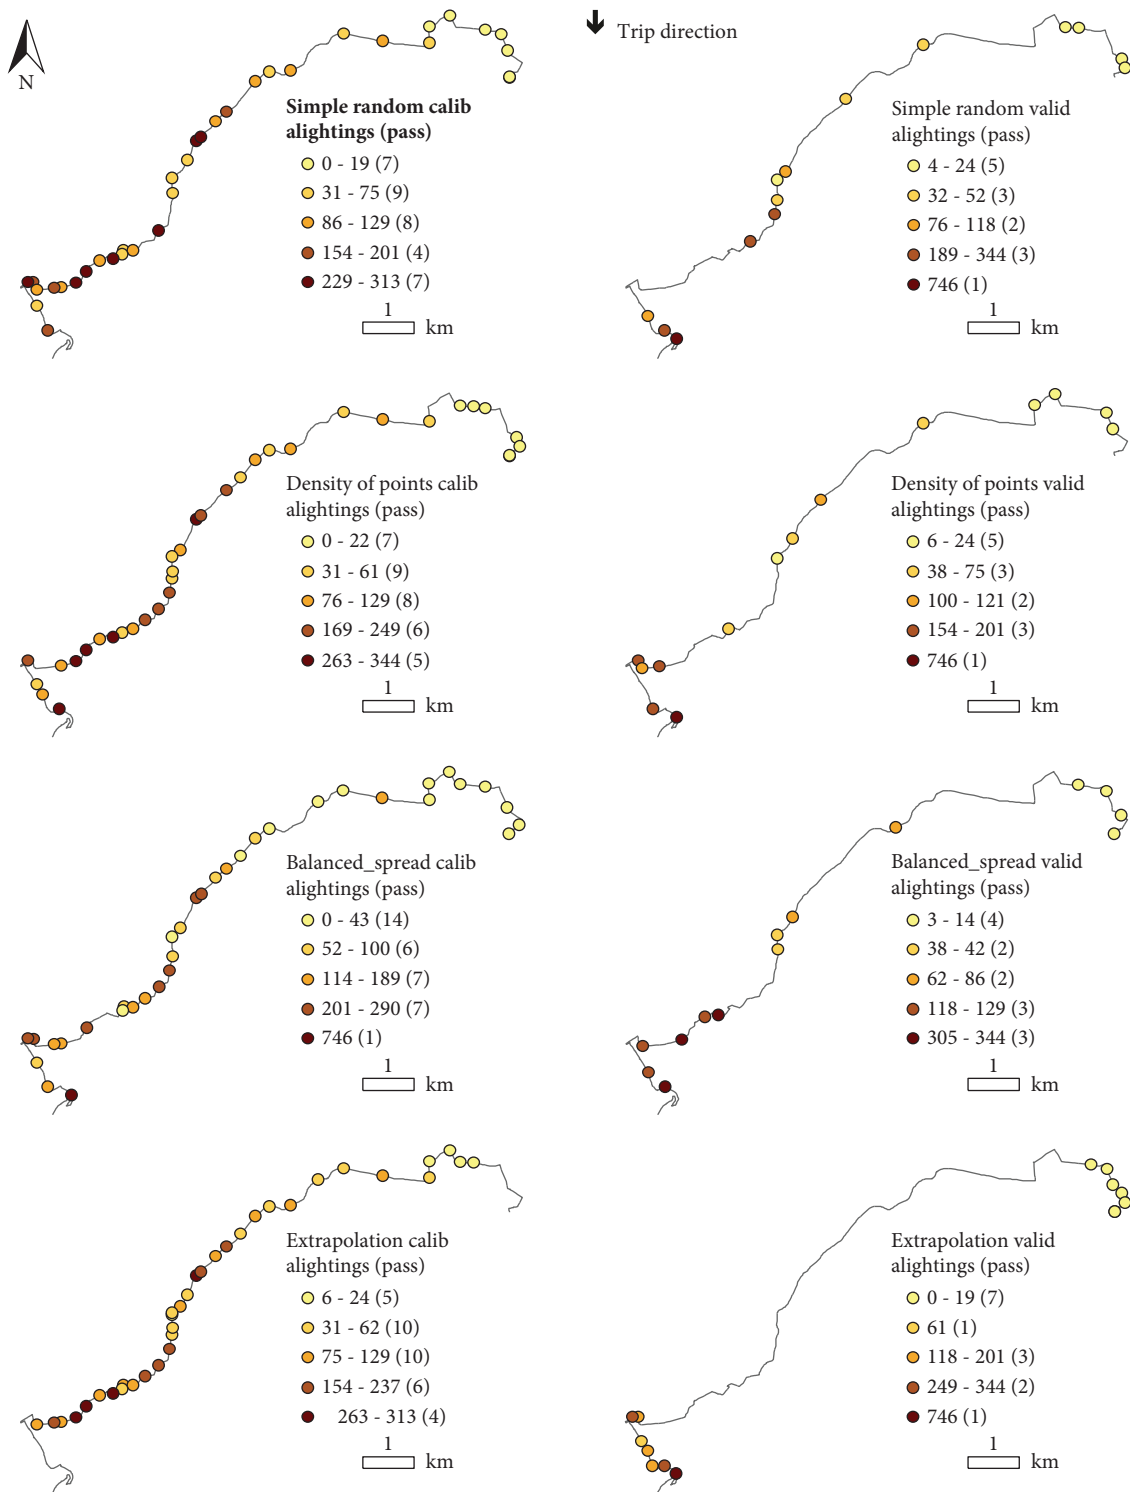 N
Trip direction
Simple random calib
alightings (pass)
0 - 19 (7)
31 - 75 (9)
86 - 129 (8)
154 - 201 (4)
229 - 313 (7)
1
km
Simple random valid
alightings (pass)
4 - 24 (5)
32 - 52 (3)
76 - 118 (2)
189 - 344 (3)
746 (1)
1
km
Density of points calib
alightings (pass)
0 - 22 (7)
31 - 61 (9)
76 - 129 (8)
169 - 249 (6)
263 - 344 (5)
1
km
Density of points valid
alightings (pass)
6 - 24 (5)
38 - 75 (3)
100 - 121 (2)
154 - 201 (3)
746 (1)
1
km
Balanced_spread calib
alightings (pass)
0 - 43 (14)
52 - 100 (6)
114 - 189 (7)
201 - 290 (7)
746 (1)
1
km
Balanced_spread valid
alightings (pass)
3 - 14 (4)
38 - 42 (2)
62 - 86 (2)
118 - 129 (3)
305 - 344 (3)
1
km
Extrapolation calib
alightings (pass)
6 - 24 (5)
31 - 62 (10)
75 - 129 (10)
154 - 237 (6)
263 - 313 (4)
1
km
Extrapolation valid
alightings (pass)
0 - 19 (7)
61 (1)
118 - 201 (3)
249 - 344 (2)
746 (1)
1
km